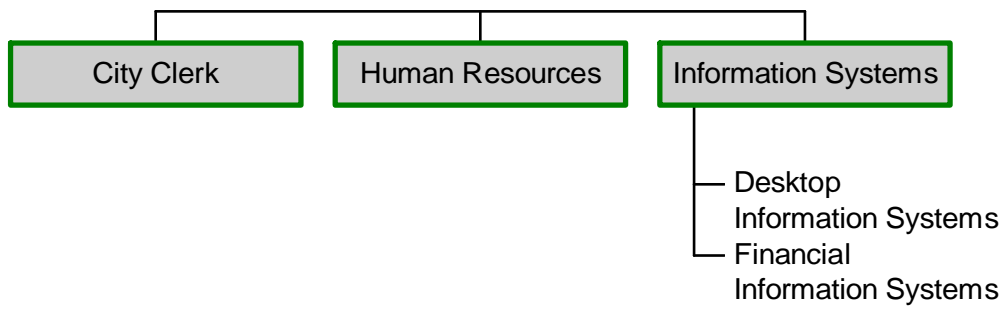 City Clerk
Human Resources
Information Systems
Desktop
Information Systems
Financial
Information Systems